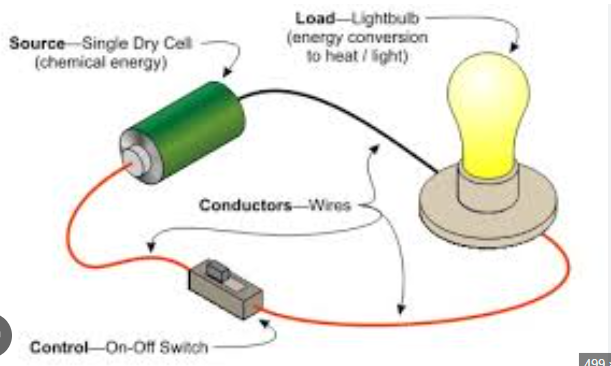 Load—Lightbulb
(energy conversion
to heat / light)
Source—Single Dry Cell
(chemical energy)
Conductors—Wires
Control—On-Off Switch
499